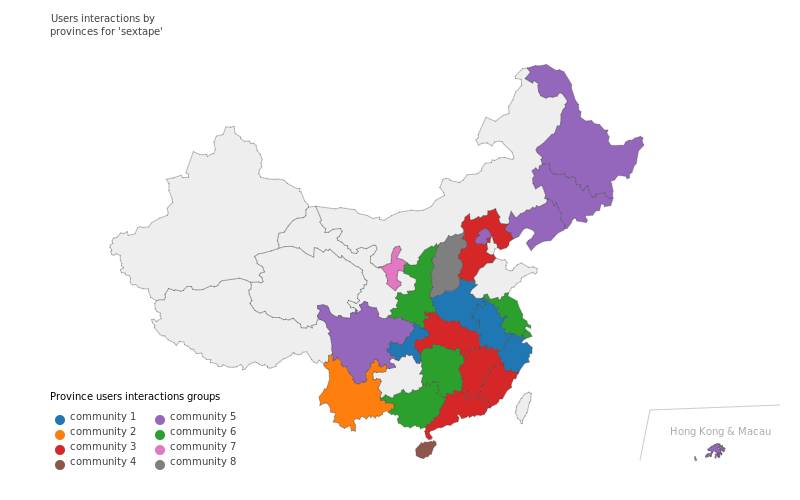 Users interactions by
provinces for 'sextape'
Hong Kong & Macau
Province users interactions groups
community 1
community 2
community 3
community 4
community 5
community 6
community 7
community 8